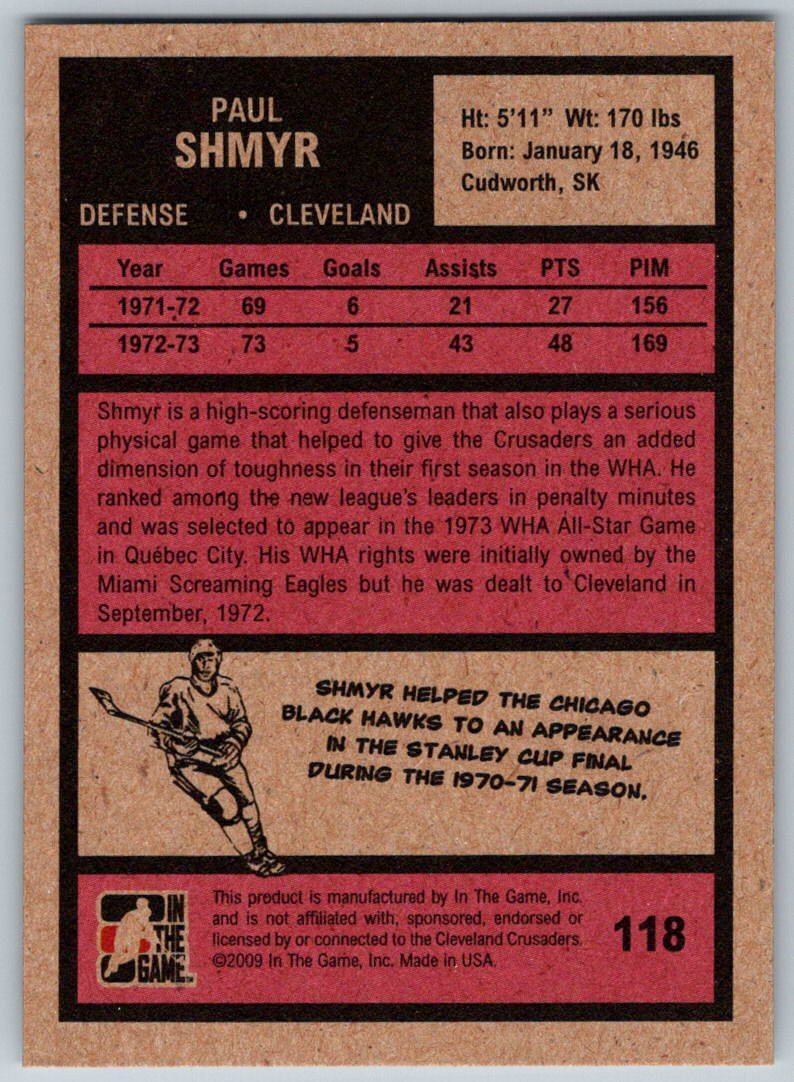 PAUL
SHMYR
DEFENSE • CLEVELAND
Ht: 5'11” Wt: 170 lbs
Born: January 18, 1946
Cudworth, SK
Year Games Goals Assists PTS PIM
1971-72 69 6 21 27 156
1972-73 73 5 43 48 169
Shmyr is a high-scoring defenseman that also plays a serious
physical game that helped to give the Crusaders an added
dimension of toughness in their first season in the WHA. He
ranked among the new league's leaders in penalty minutes
and was selected to appear in the 1973 WHA All-Star Game
in Québec City. His WHA rights were initially owned by the
Miami Screaming Eagles but he was dealt to Cleveland in
September, 1972.
SHMYR HELPED THE CHICAGO
BLACK HAWKS TO AN APPEARANCE
IN THE STANLEY CUP FINAL
DURING THE 1970-71 SEASON.
IN
THE
GAME
This product is manufactured by In The Game, Inc.
and is not affiliated with, sponsored, endorsed or
licensed by or connected to the Cleveland Crusaders.
©2009 In The Game, Inc. Made in USA.
118